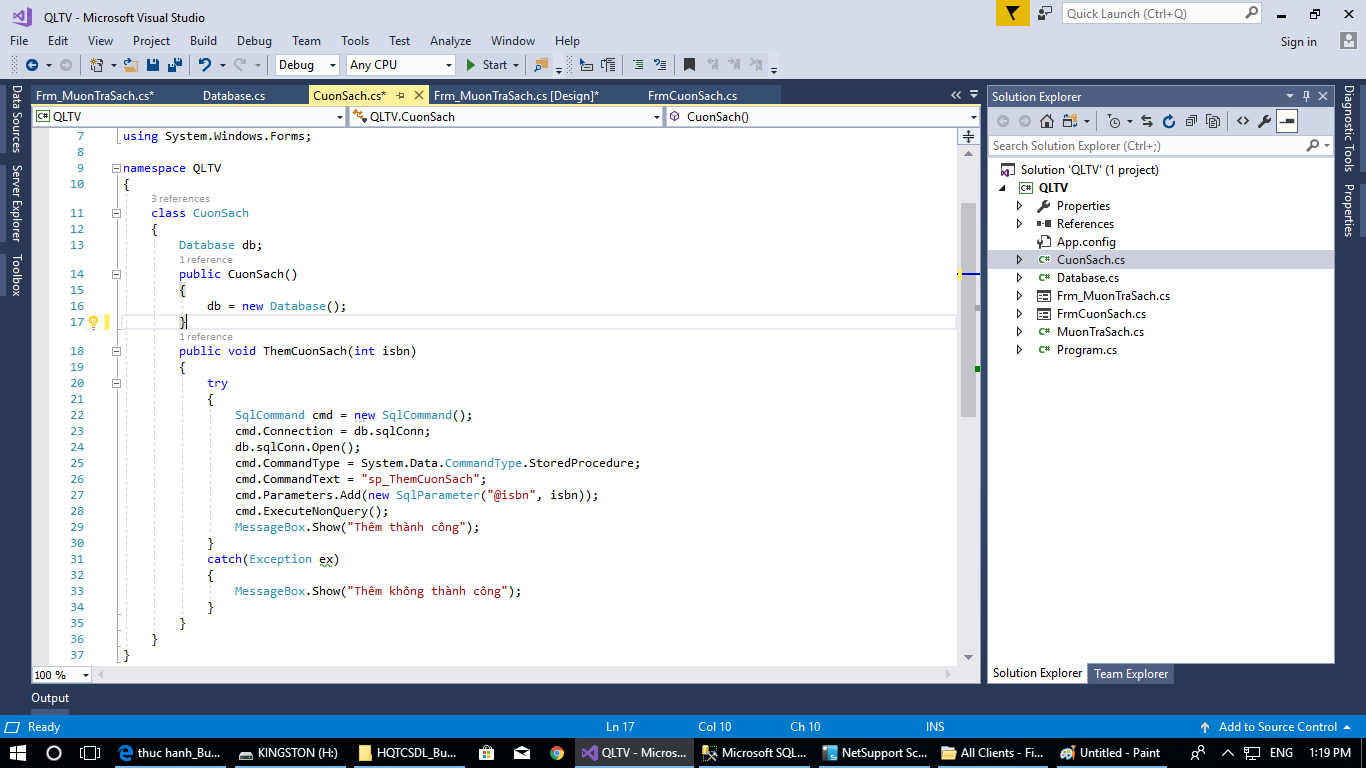 QLTV - Microsoft Visual Studio
Quick Launch (Ctrl+Q)
File Edit View Project Build Debug Team Tools Test Analyze Window Help
Sign in
Debug Any CPU Start
Data Sources
Server Explorer
Toolbox
Frm_MuonTraSach.cs* Database.cs CuonSach.cs* Frm_MuonTraSach.cs [Design]* FrmCuonSach.cs
QLTV QLTV.CuonSach CuonSach()
7 using System.Windows.Forms;
8
9 namespace QLTV
10 {
3 references
11 class CuonSach
12 {
13 Database db;
1 reference
14 public CuonSach()
15 {
16 db = new Database();
17 }
1 reference
18 public void ThemCuonSach(int isbn)
19 {
20 try
21 {
22 SqlCommand cmd = new SqlCommand();
23 cmd.Connection = db.sqlConn;
24 db.sqlConn.Open();
25 cmd.CommandType = System.Data.CommandType.StoredProcedure;
26 cmd.CommandText = "sp_ThemCuonSach";
27 cmd.Parameters.Add(new SqlParameter("@isbn", isbn));
28 cmd.ExecuteNonQuery();
29 MessageBox.Show("Thêm thành công");
30 }
31 catch(Exception ex)
32 {
33 MessageBox.Show("Thêm không thành công");
34 }
35 }
36 }
37 }
100 %
Solution Explorer
Search Solution Explorer (Ctrl+;)
Solution 'QLTV' (1 project)
QLTV
Properties
References
App.config
CuonSach.cs
Database.cs
Frm_MuonTraSach.cs
FrmCuonSach.cs
MuonTraSach.cs
Program.cs
Solution Explorer Team Explorer
Diagnostic Tools
Properties
Output
Ready Ln 17 Col 10 Ch 10 INS Add to Source Control
thuc hanh_Bu... KINGSTON (H:) HQTCSDL_Bu... QLTV - Micros... Microsoft SQL... NetSupport Sc... All Clients - Fi... Untitled - Paint ENG 1:19 PM